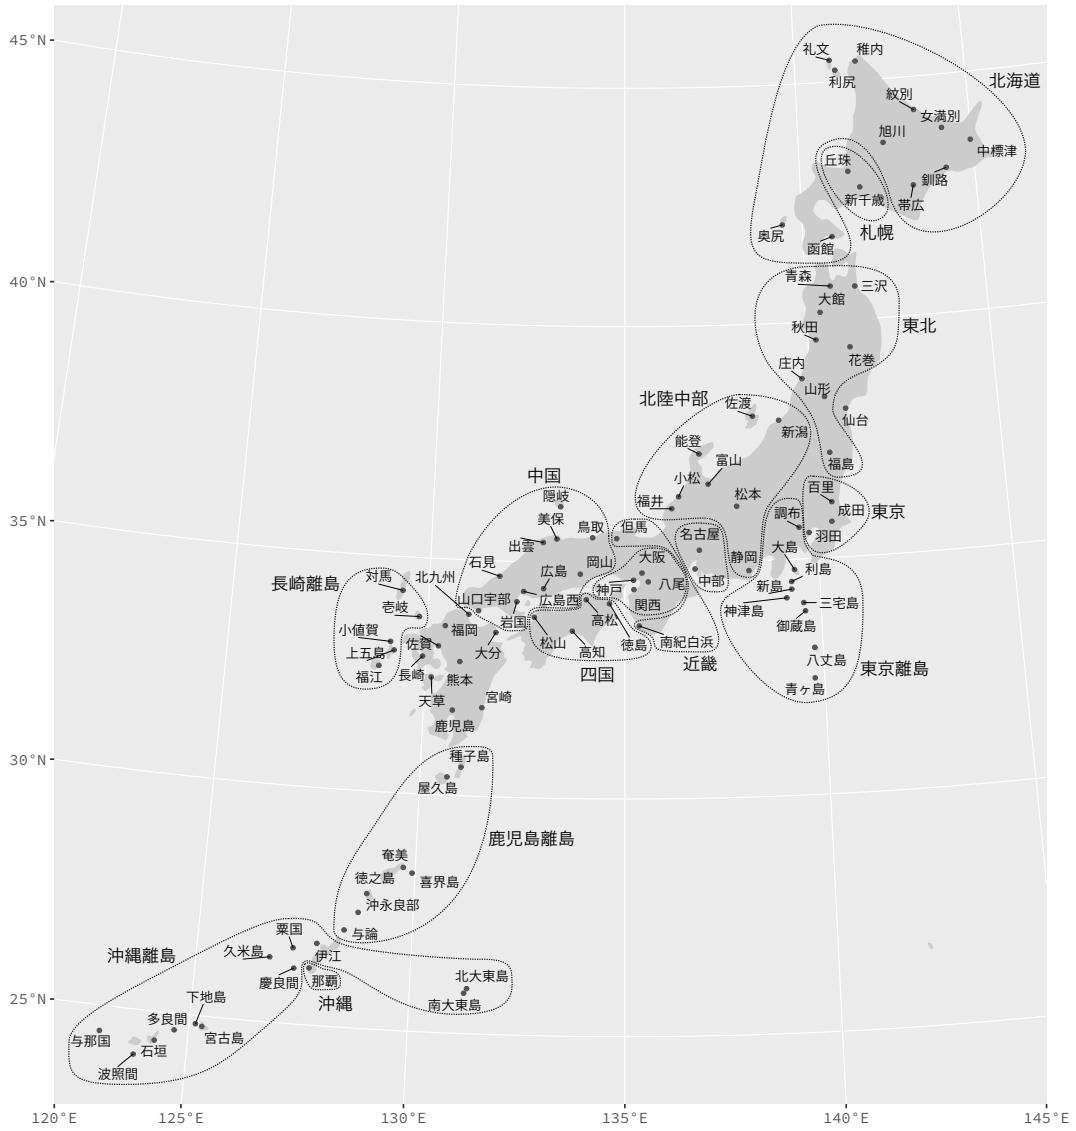 45°N
礼文
稚内
利尻
北海道
紋別
女満別
旭川
中標津
丘珠
釧路
新千歳
帯広
札幌
奥尻
函館
40°N
青森
三沢
大館
秋田
東北
花巻
庄内
山形
北陸中部
佐渡
仙台
新潟
能登
富山
福島
小松
中国
隠岐
福井
松本
百里
35°N
美保
鳥取
但馬
調布
成田
東京
名古屋
羽田
出雲
石見
岡山
大阪
静岡
大島
利島
長崎離島
対馬
北九州
広島
神戸
八尾
中部
新島
壱岐
山口宇部
広島西
関西
神津島
三宅島
小値賀
福岡
岩国
高松
御蔵島
佐賀
松山
徳島
南紀白浜
上五島
大分
高知
近畿
八丈島
福江
長崎
熊本
四国
東京離島
青ヶ島
天草
宮崎
鹿児島
30°N
種子島
屋久島
鹿児島離島
奄美
徳之島
喜界島
沖永良部
粟国
与論
沖縄離島
久米島
伊江
慶良間
那覇
北大東島
25°N
下地島
沖縄
南大東島
多良間
与那国
石垣
宮古島
波照間
120°E
125°E
130°E
135°E
140°E
145°E